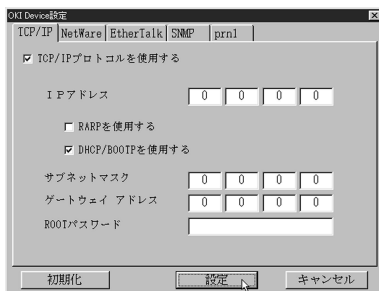 OKI Device設定
TCP/IP NetWare EtherTalk SNMP prn1
TCP/IPプロトコルを使用する
IPアドレス 0 0 0 0
RARPを使用する
DHCP/BOOTPを使用する
サブネットマスク 0 0 0 0
ゲートウェイ アドレス 0 0 0 0
ROOTパスワード
初期化 設定 キャンセル